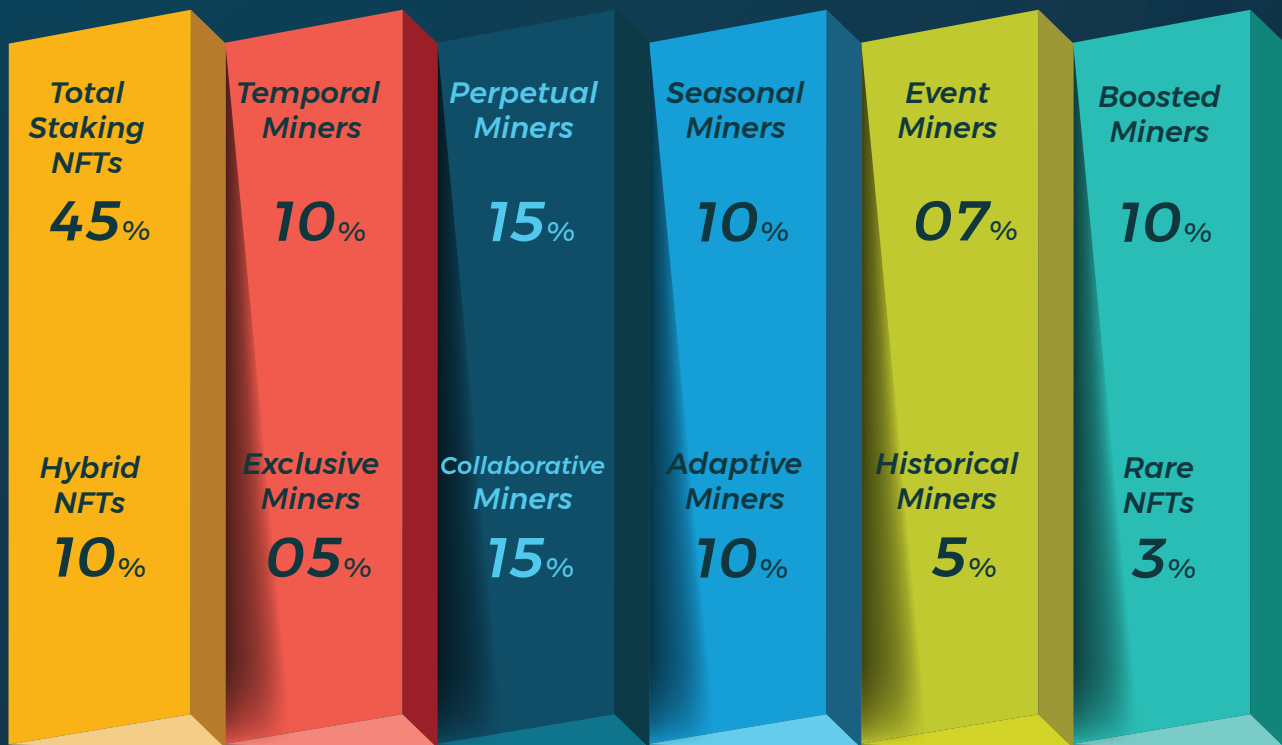 Total
Staking
NFTs
45%
Temporal
Miners
10%
Perpetual
Miners
15%
Seasonal
Miners
10%
Event
Miners
07%
Boosted
Miners
10%
Hybrid
NFTs
10%
Exclusive
Miners
05%
Collaborative
Miners
15%
Adaptive
Miners
10%
Historical
Miners
5%
Rare
NFTs
3%